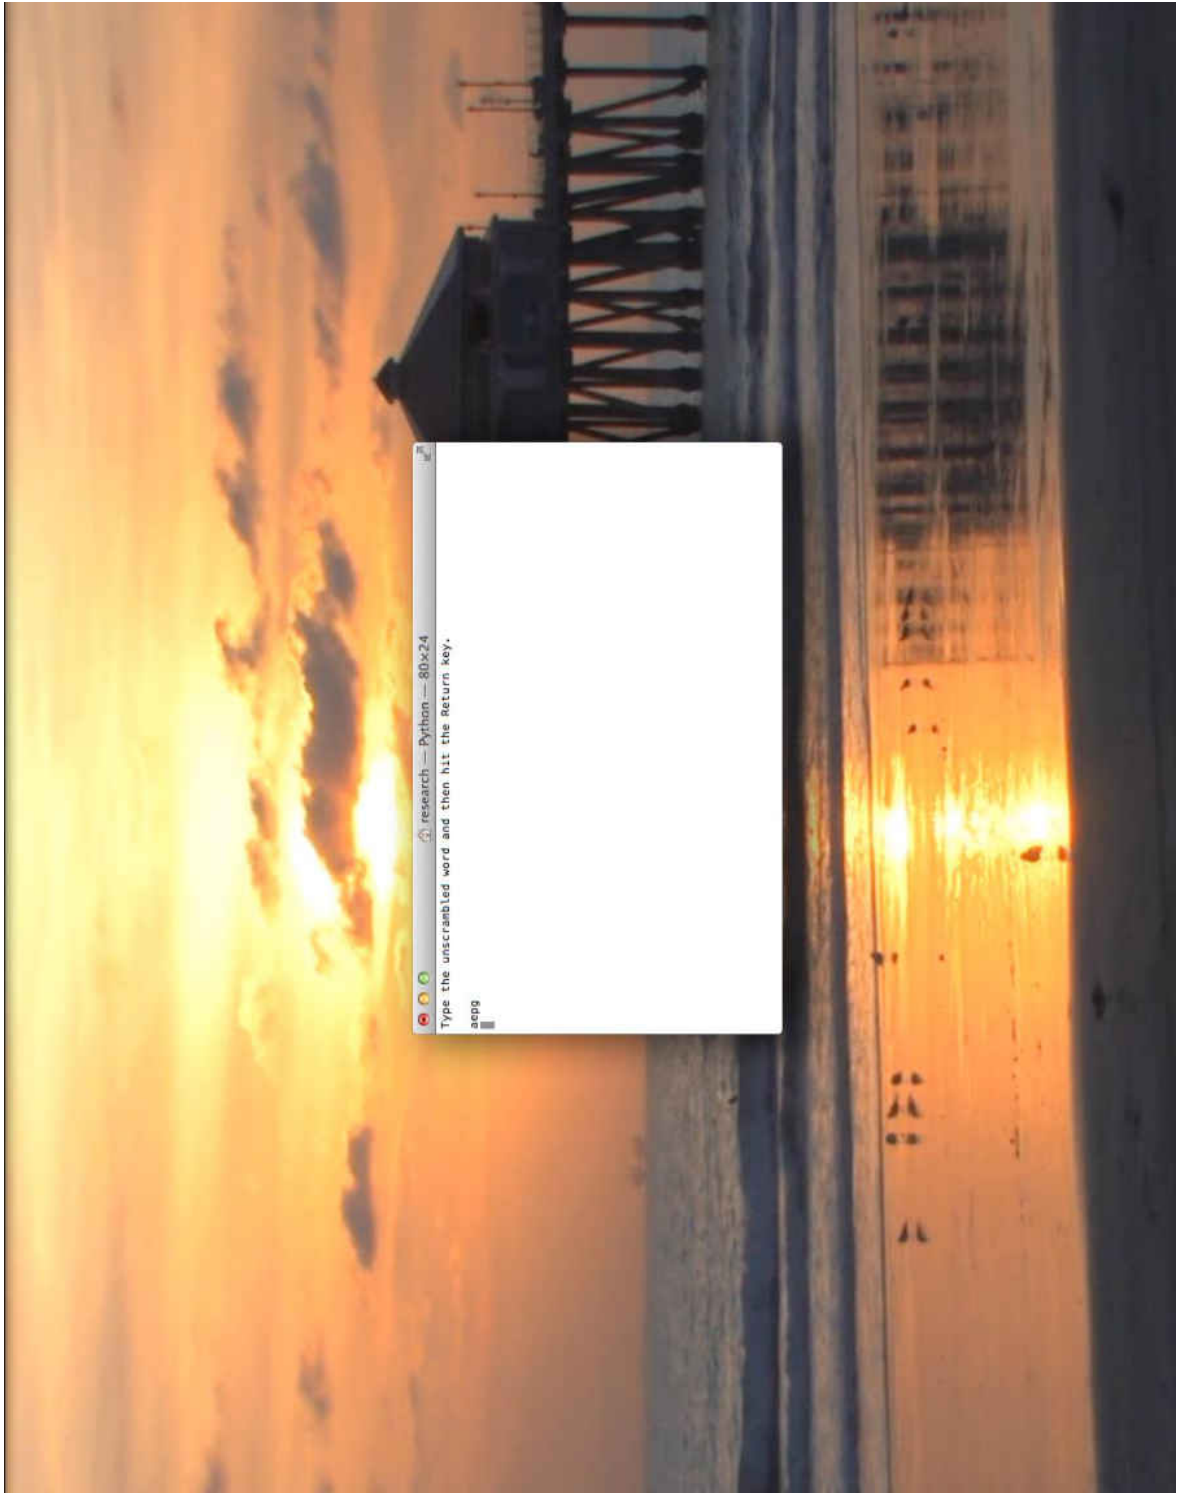 research — Python — 80×24
Type the unscrambled word and then hit the Return key.
aepg